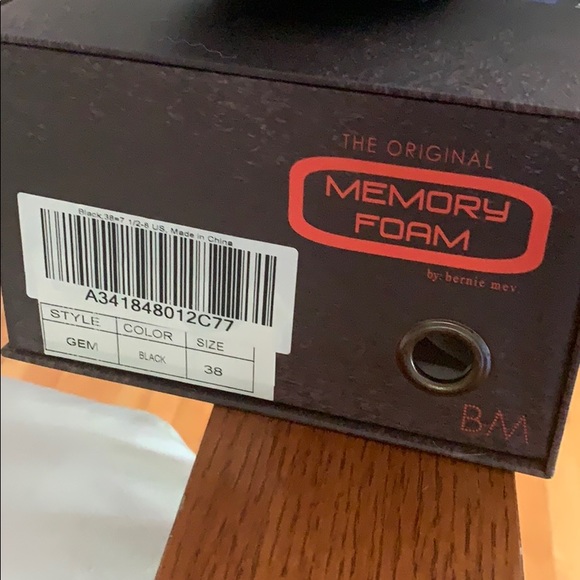 THE ORIGINAL
MEMORY
FOAM
by: bernie mev
Black,38=7 1/2-8 US, Made in China
A341848012C77
STYLE COLOR SIZE
GEM BLACK 38
BM